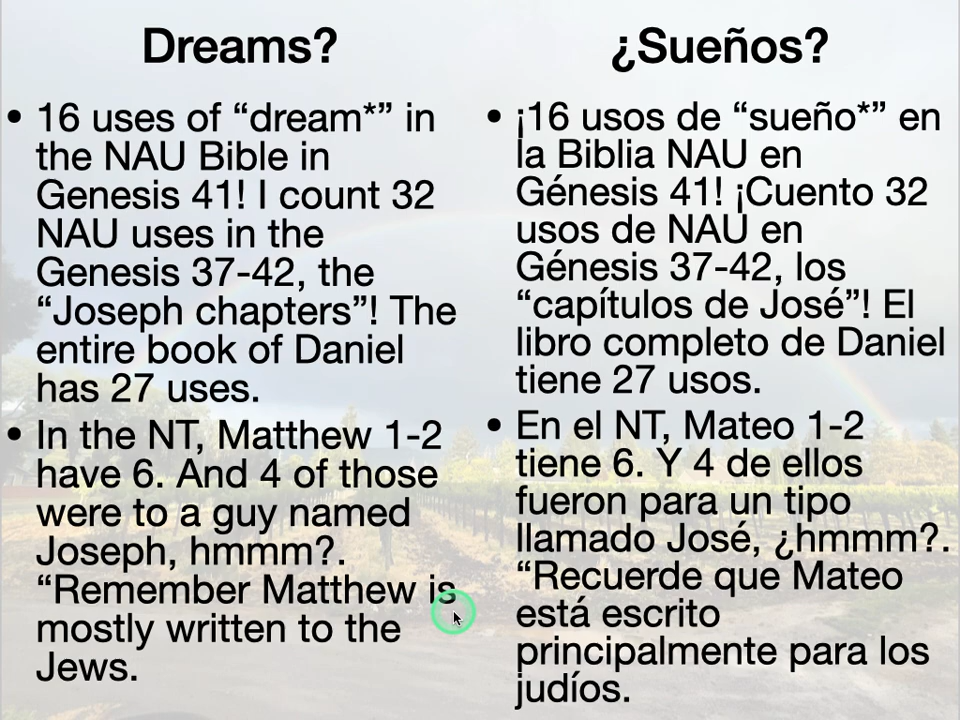 Dreams?
• 16 uses of “dream*” in
the NAU Bible in
Genesis 41! I count 32
NAU uses in the
Genesis 37-42, the
“Joseph chapters”! The
entire book of Daniel
has 27 uses.
• In the NT, Matthew 1-2
have 6. And 4 of those
were to a guy named
Joseph, hmmm?.
“Remember Matthew is
mostly written to the
Jews.
¿Sueños?
• ¡16 usos de “sueño*” en
la Biblia NAU en
Génesis 41! ¡Cuento 32
usos de NAU en
Génesis 37-42, los
“capítulos de José”! El
libro completo de Daniel
tiene 27 usos.
• En el NT, Mateo 1-2
tiene 6. Y 4 de ellos
fueron para un tipo
llamado José, ¿hmmm?.
“Recuerde que Mateo
está escrito
principalmente para los
judíos.